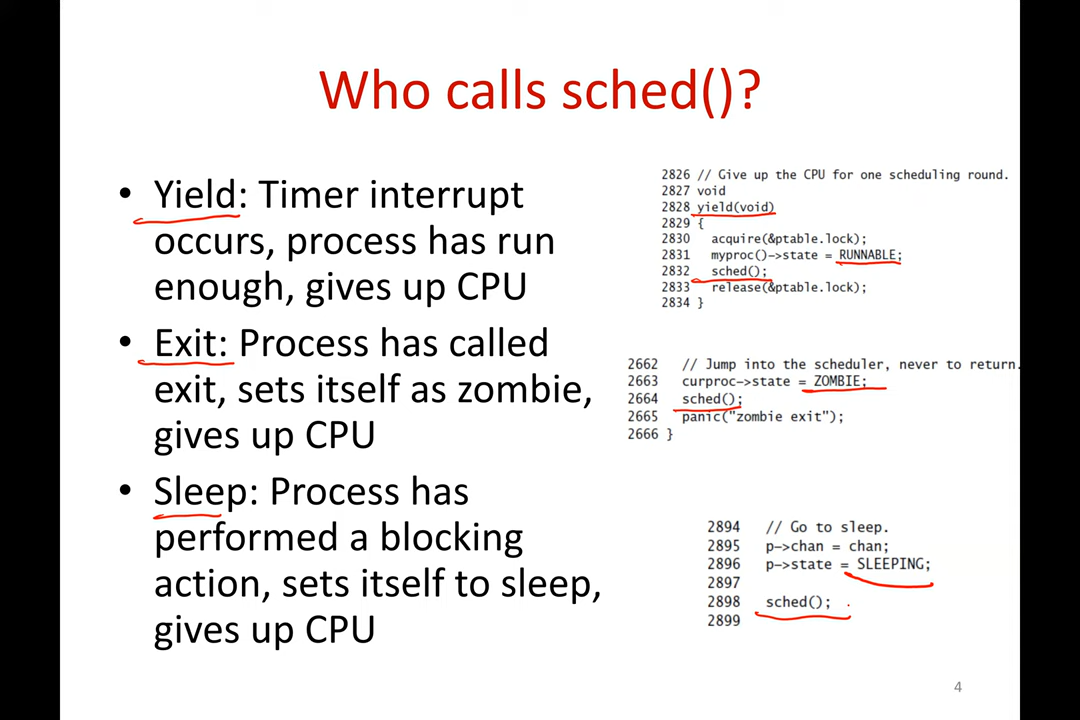 Who calls sched()?
• Yield: Timer interrupt
occurs, process has run
enough, gives up CPU
• Exit: Process has called
exit, sets itself as zombie,
gives up CPU
• Sleep: Process has
performed a blocking
action, sets itself to sleep,
gives up CPU
2826 // Give up the CPU for one scheduling round.
2827 void
2828 yield(void)
2829 {
2830 acquire(&ptable.lock);
2831 myproc()->state = RUNNABLE;
2832 sched();
2833 release(&ptable.lock);
2834 }
2662 // Jump into the scheduler, never to return.
2663 curproc->state = ZOMBIE;
2664 sched();
2665 panic("zombie exit");
2666 }
2894 // Go to sleep.
2895 p->chan = chan;
2896 p->state = SLEEPING;
2897
2898 sched();
2899
4